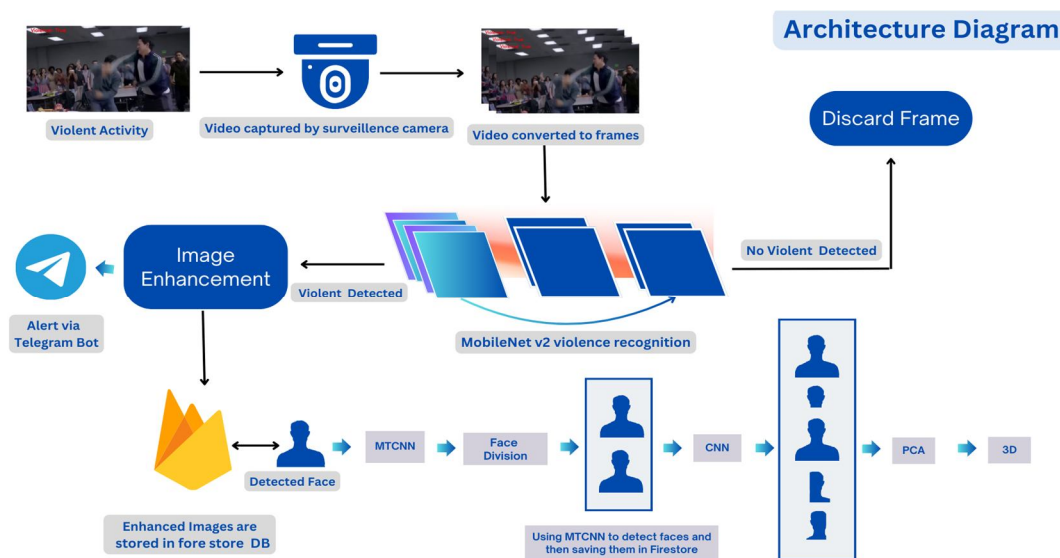 Architecture Diagram
Violent Activity
Video captured by surveillence camera
Video converted to frames
Discard Frame
Image
Enhancement
Violent Detected
No Violent Detected
MobileNet v2 violence recognition
Alert via
Telegram Bot
MTCNN
Face
Division
CNN
PCA
3D
Detected Face
Enhanced Images are
stored in fore store DB
Using MTCNN to detect faces and
then saving them in Firestore